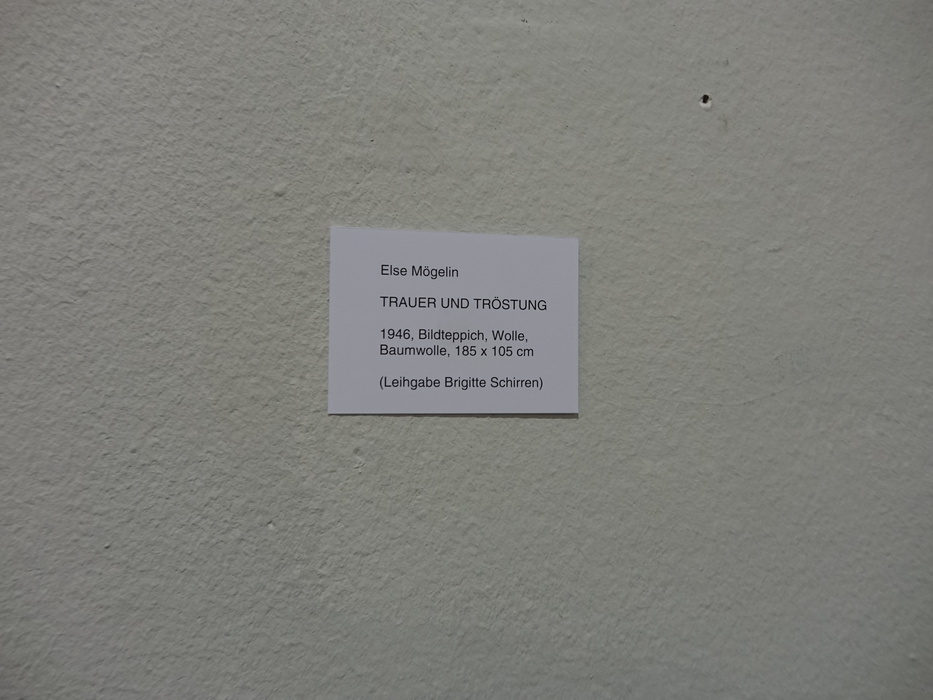 Else Mögelin
TRAUER UND TRÖSTUNG
1946, Bildteppich, Wolle,
Baumwolle, 185 x 105 cm
(Leihgabe Brigitte Schirren)